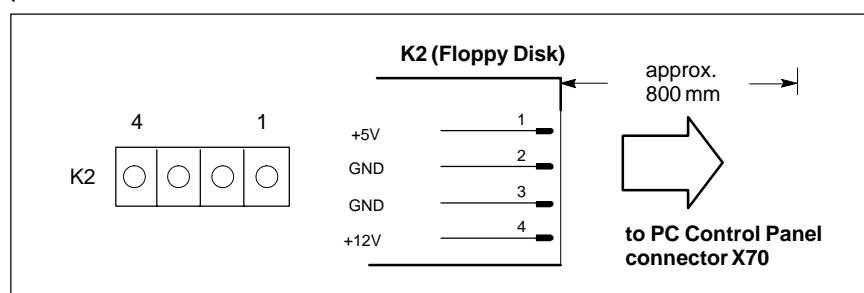 K2 (Floppy Disk)
approx.
800 mm
4 1
K2
+5V 1
GND 2
GND 3
+12V 4
to PC Control Panel
connector X70